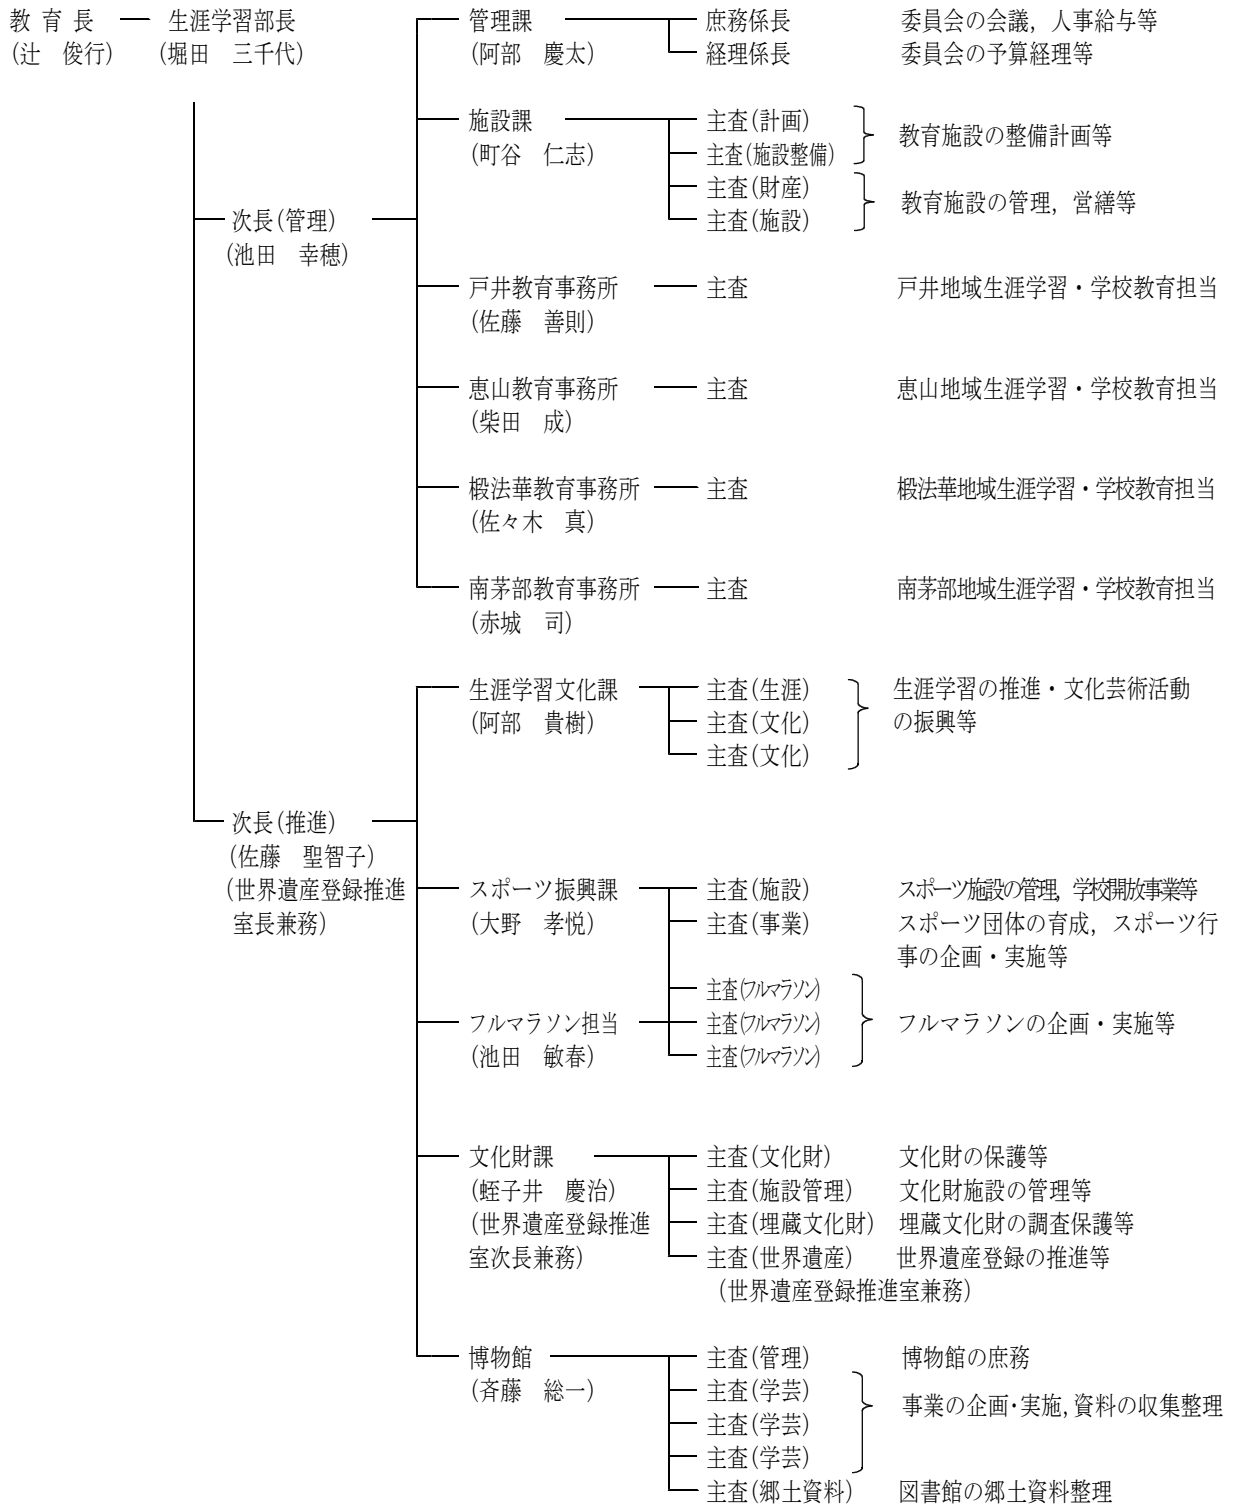 教 育 長 生涯学習部長 管理課 庶務係長 委員会の会議，人事給与等
(辻　俊行) (堀田　三千代) (阿部　慶太) 経理係長 委員会の予算経理等
施設課 主査(計画)
教育施設の整備計画等
(町谷　仁志) 主査(施設整備)
主査(財産)
教育施設の管理，営繕等
次長(管理) 主査(施設)
(池田　幸穂)
戸井教育事務所 主査 戸井地域生涯学習・学校教育担当
(佐藤　善則)
恵山教育事務所 主査 恵山地域生涯学習・学校教育担当
(柴田　成)
椴法華教育事務所 主査 椴法華地域生涯学習・学校教育担当
(佐々木　真)
南茅部教育事務所 主査 南茅部地域生涯学習・学校教育担当
(赤城　司)
生涯学習文化課 主査(生涯) 生涯学習の推進・文化芸術活動
(阿部　貴樹) 主査(文化) の振興等
主査(文化)
次長(推進)
(佐藤　聖智子)
(世界遺産登録推進 スポーツ振興課 主査(施設) スポーツ施設の管理，学校開放事業等
室長兼務) (大野　孝悦) 主査(事業) スポーツ団体の育成，スポーツ行
事の企画・実施等
主査(フルマラソン)
フルマラソン担当 主査(フルマラソン) フルマラソンの企画・実施等
(池田　敏春) 主査(フルマラソン)
文化財課 主査(文化財) 文化財の保護等
(蛭子井　慶治) 主査(施設管理) 文化財施設の管理等
(世界遺産登録推進 主査(埋蔵文化財) 埋蔵文化財の調査保護等
室次長兼務) 主査(世界遺産) 世界遺産登録の推進等
(世界遺産登録推進室兼務)
博物館 主査(管理) 博物館の庶務
(斉藤　総一) 主査(学芸)
事業の企画・実施，資料の収集整理
主査(学芸)
主査(学芸)
主査(郷土資料) 図書館の郷土資料整理